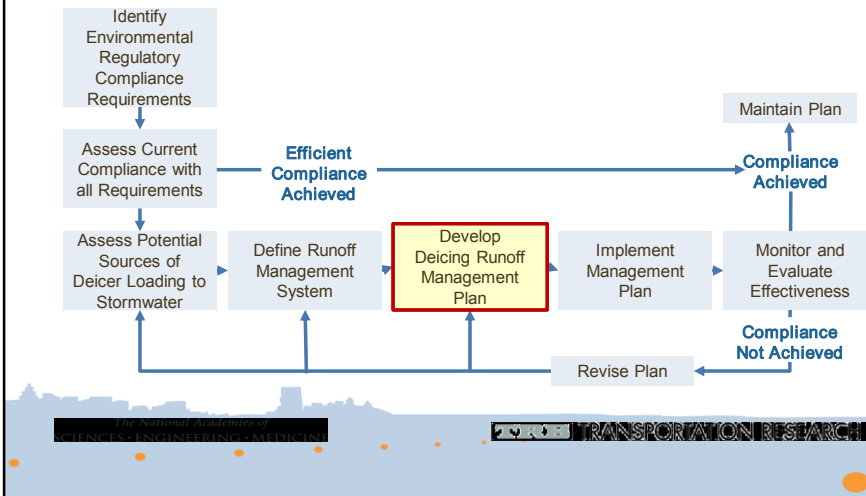 Identify
Environmental
Regulatory
Compliance
Requirements
Maintain Plan
Assess Current
Compliance with
all Requirements
Efficient
Compliance
Achieved
Compliance
Achieved
Assess Potential
Sources of
Deicer Loading to
Stormwater
Define Runoff
Management
System
Develop
Deicing Runoff
Management
Plan
Implement
Management
Plan
Monitor and
Evaluate
Effectiveness
Compliance
Not Achieved
Revise Plan
The National Academies of
SCIENCES • ENGINEERING • MEDICINE
TRANSPORTATION RESEARCH